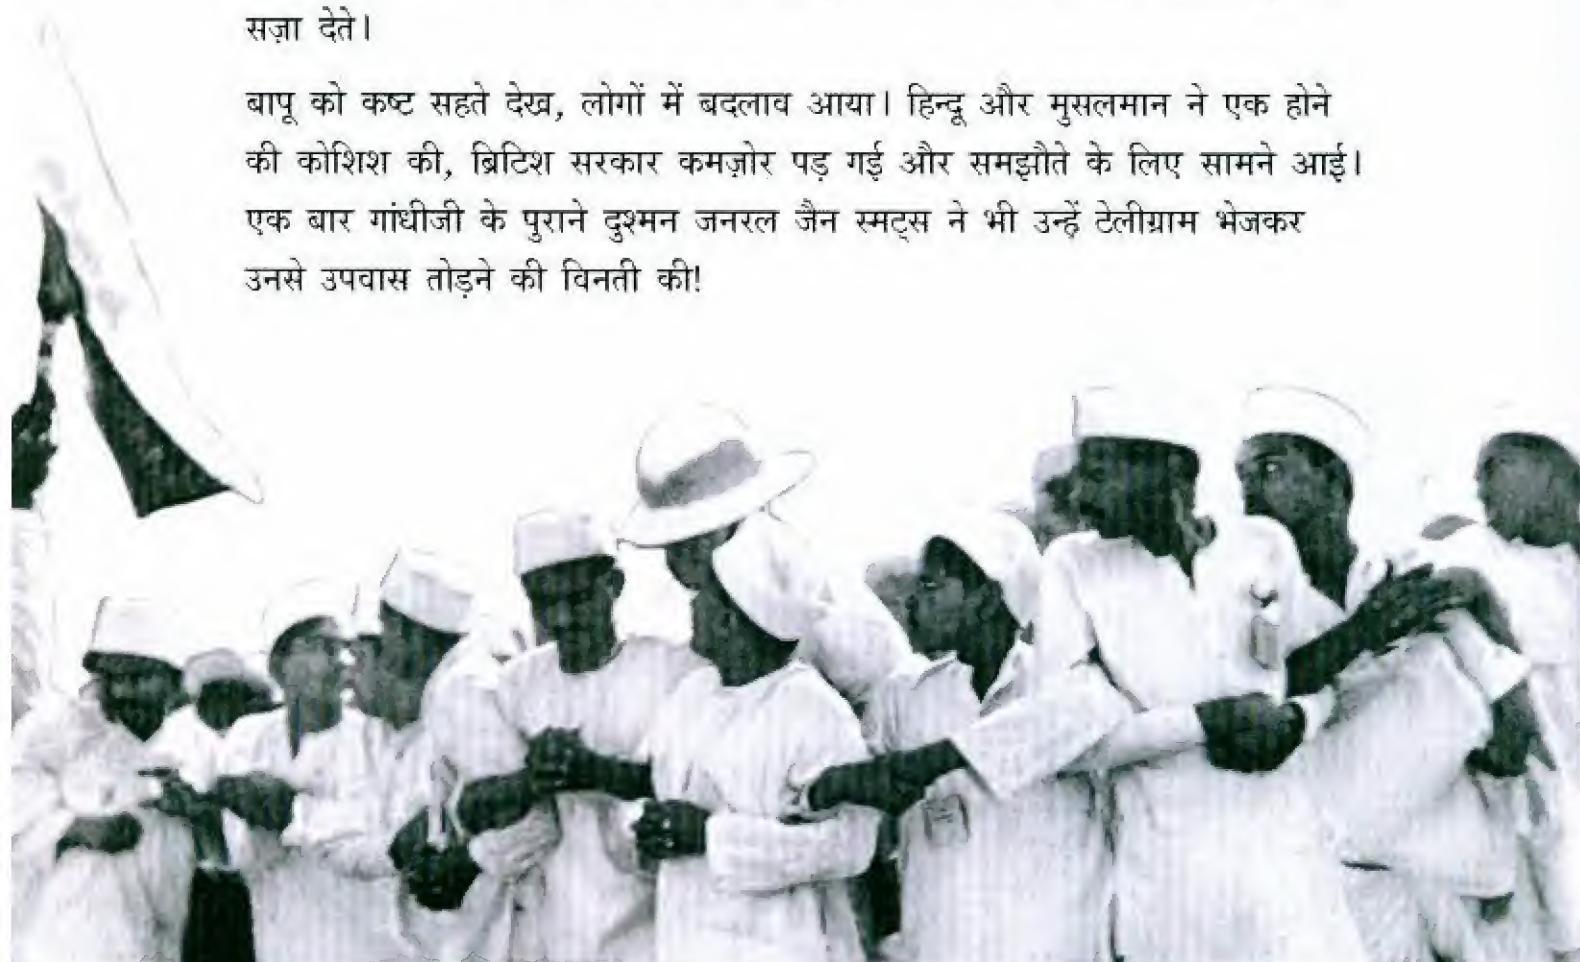 सज़ा देते।
बापू को कष्ट सहते देख, लोगों में बदलाव आया। हिन्दू और मुसलमान ने एक होने
की कोशिश की, ब्रिटिश सरकार कमज़ोर पड़ गई और समझौते के लिए सामने आई।
एक बार गांधीजी के पुराने दुश्मन जनरल जैन स्मट्स ने भी उन्हें टेलीग्राम भेजकर
उनसे उपवास तोड़ने की विनती की!